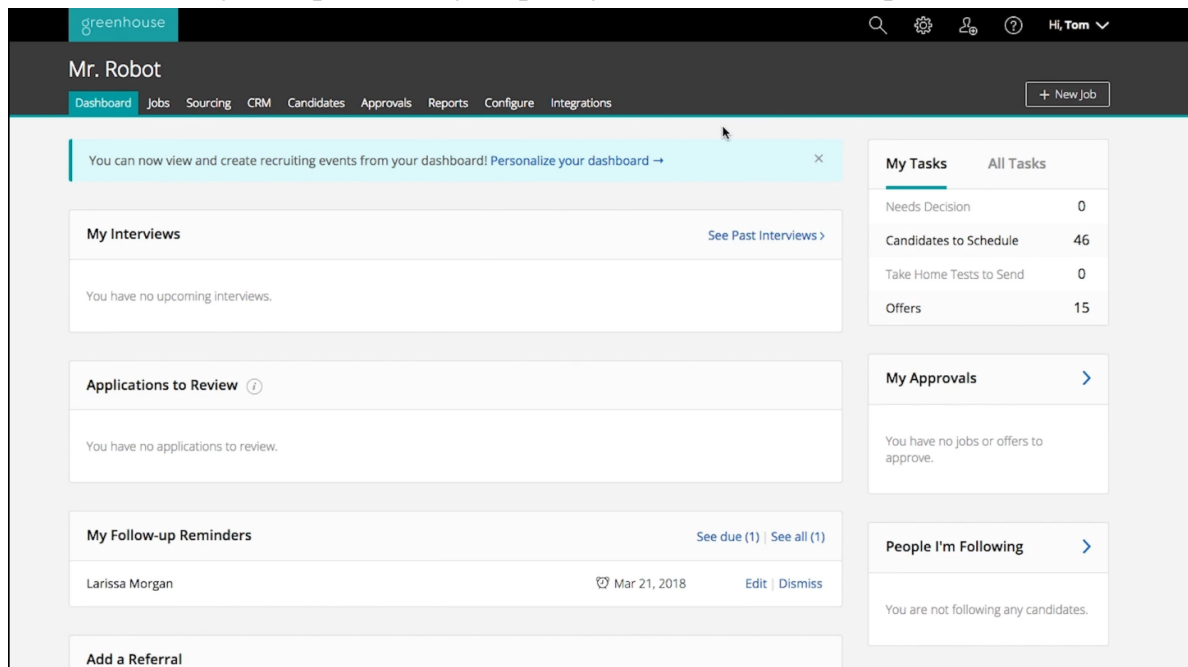 greenhouse
Hi, Tom
Mr. Robot
Dashboard Jobs Sourcing CRM Candidates Approvals Reports Configure Integrations
+ New Job
You can now view and create recruiting events from your dashboard! Personalize your dashboard →
×
My Interviews
See Past Interviews >
You have no upcoming interviews.
Applications to Review i
You have no applications to review.
My Follow-up Reminders
See due (1) | See all (1)
Larissa Morgan
Mar 21, 2018
Edit | Dismiss
Add a Referral
My Tasks All Tasks
Needs Decision 0
Candidates to Schedule 46
Take Home Tests to Send 0
Offers 15
My Approvals
You have no jobs or offers to
approve.
People I'm Following
You are not following any candidates.